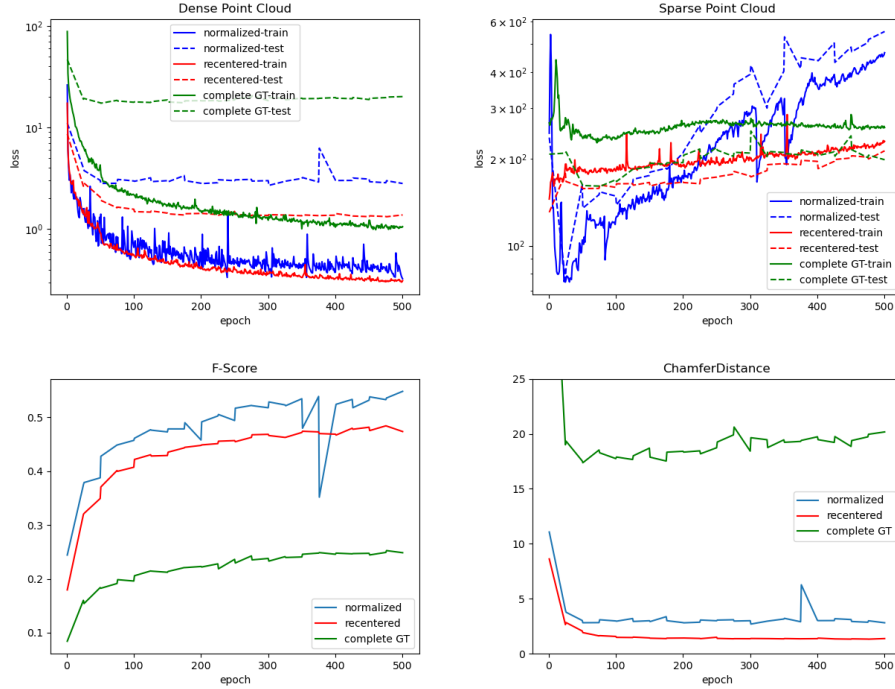 Dense Point Cloud
10²
10¹
10⁰
loss
0
100
200
300
400
500
epoch
normalized-train
normalized-test
recentered-train
recentered-test
complete GT-train
complete GT-test
Sparse Point Cloud
6 × 10²
4 × 10²
3 × 10²
2 × 10²
10²
loss
0
100
200
300
400
500
epoch
normalized-train
normalized-test
recentered-train
recentered-test
complete GT-train
complete GT-test
F-Score
0.5
0.4
0.3
0.2
0.1
0
100
200
300
400
500
epoch
normalized
recentered
complete GT
ChamferDistance
25
20
15
10
5
0
0
100
200
300
400
500
epoch
normalized
recentered
complete GT